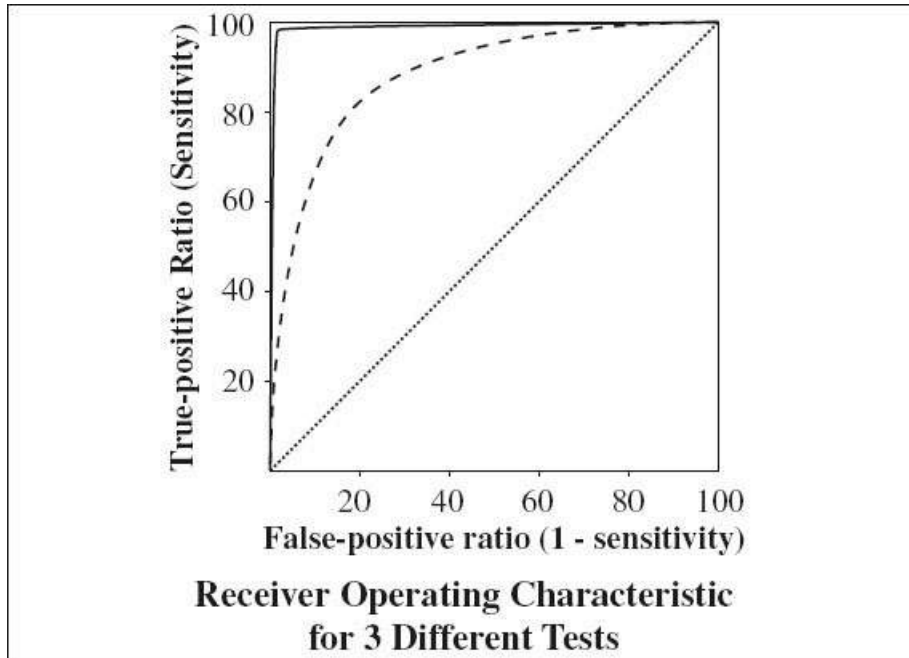 True-positive Ratio (Sensitivity)
100
80
60
40
20
20 40 60 80 100
False-positive ratio (1 - sensitivity)
Receiver Operating Characteristic
for 3 Different Tests